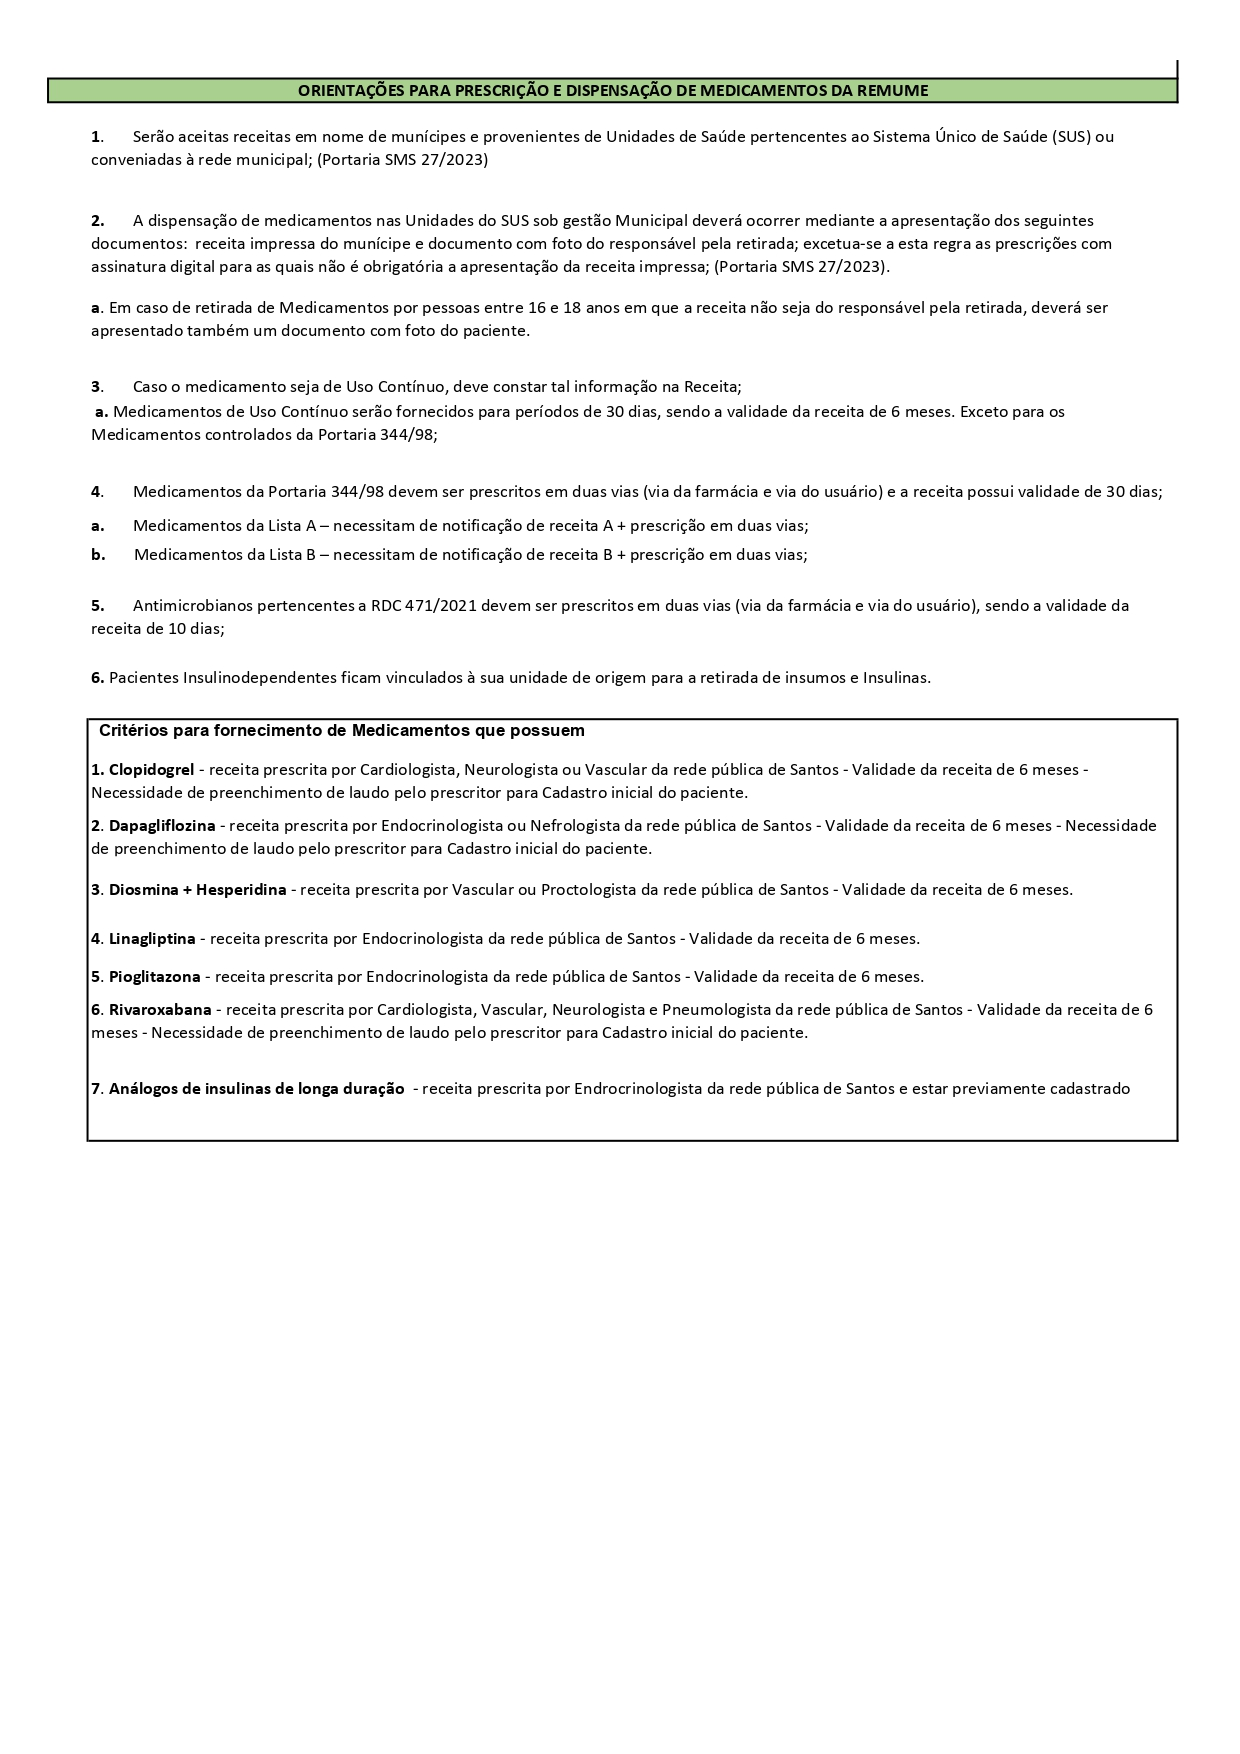 ORIENTAÇÕES PARA PRESCRIÇÃO E DISPENSAÇÃO DE MEDICAMENTOS DA REMUME
1. Serão aceitas receitas em nome de munícipes e provenientes de Unidades de Saúde pertencentes ao Sistema Único de Saúde (SUS) ou
conveniadas à rede municipal; (Portaria SMS 27/2023)
2. A dispensação de medicamentos nas Unidades do SUS sob gestão Municipal deverá ocorrer mediante a apresentação dos seguintes
documentos: receita impressa do munícipe e documento com foto do responsável pela retirada; excetua-se a esta regra as prescrições com
assinatura digital para as quais não é obrigatória a apresentação da receita impressa; (Portaria SMS 27/2023).
a. Em caso de retirada de Medicamentos por pessoas entre 16 e 18 anos em que a receita não seja do responsável pela retirada, deverá ser
apresentado também um documento com foto do paciente.
3. Caso o medicamento seja de Uso Contínuo, deve constar tal informação na Receita;
a. Medicamentos de Uso Contínuo serão fornecidos para períodos de 30 dias, sendo a validade da receita de 6 meses. Exceto para os
Medicamentos controlados da Portaria 344/98;
4. Medicamentos da Portaria 344/98 devem ser prescritos em duas vias (via da farmácia e via do usuário) e a receita possui validade de 30 dias;
a. Medicamentos da Lista A – necessitam de notificação de receita A + prescrição em duas vias;
b. Medicamentos da Lista B – necessitam de notificação de receita B + prescrição em duas vias;
5. Antimicrobianos pertencentes a RDC 471/2021 devem ser prescritos em duas vias (via da farmácia e via do usuário), sendo a validade da
receita de 10 dias;
6. Pacientes Insulinodependentes ficam vinculados à sua unidade de origem para a retirada de insumos e Insulinas.
Critérios para fornecimento de Medicamentos que possuem
1. Clopidogrel - receita prescrita por Cardiologista, Neurologista ou Vascular da rede pública de Santos - Validade da receita de 6 meses -
Necessidade de preenchimento de laudo pelo prescritor para Cadastro inicial do paciente.
2. Dapagliflozina - receita prescrita por Endocrinologista ou Nefrologista da rede pública de Santos - Validade da receita de 6 meses - Necessidade
de preenchimento de laudo pelo prescritor para Cadastro inicial do paciente.
3. Diosmina + Hesperidina - receita prescrita por Vascular ou Proctologista da rede pública de Santos - Validade da receita de 6 meses.
4. Linagliptina - receita prescrita por Endocrinologista da rede pública de Santos - Validade da receita de 6 meses.
5. Pioglitazona - receita prescrita por Endocrinologista da rede pública de Santos - Validade da receita de 6 meses.
6. Rivaroxabana - receita prescrita por Cardiologista, Vascular, Neurologista e Pneumologista da rede pública de Santos - Validade da receita de 6
meses - Necessidade de preenchimento de laudo pelo prescritor para Cadastro inicial do paciente.
7. Análogos de insulinas de longa duração - receita prescrita por Endrocrinologista da rede pública de Santos e estar previamente cadastrado